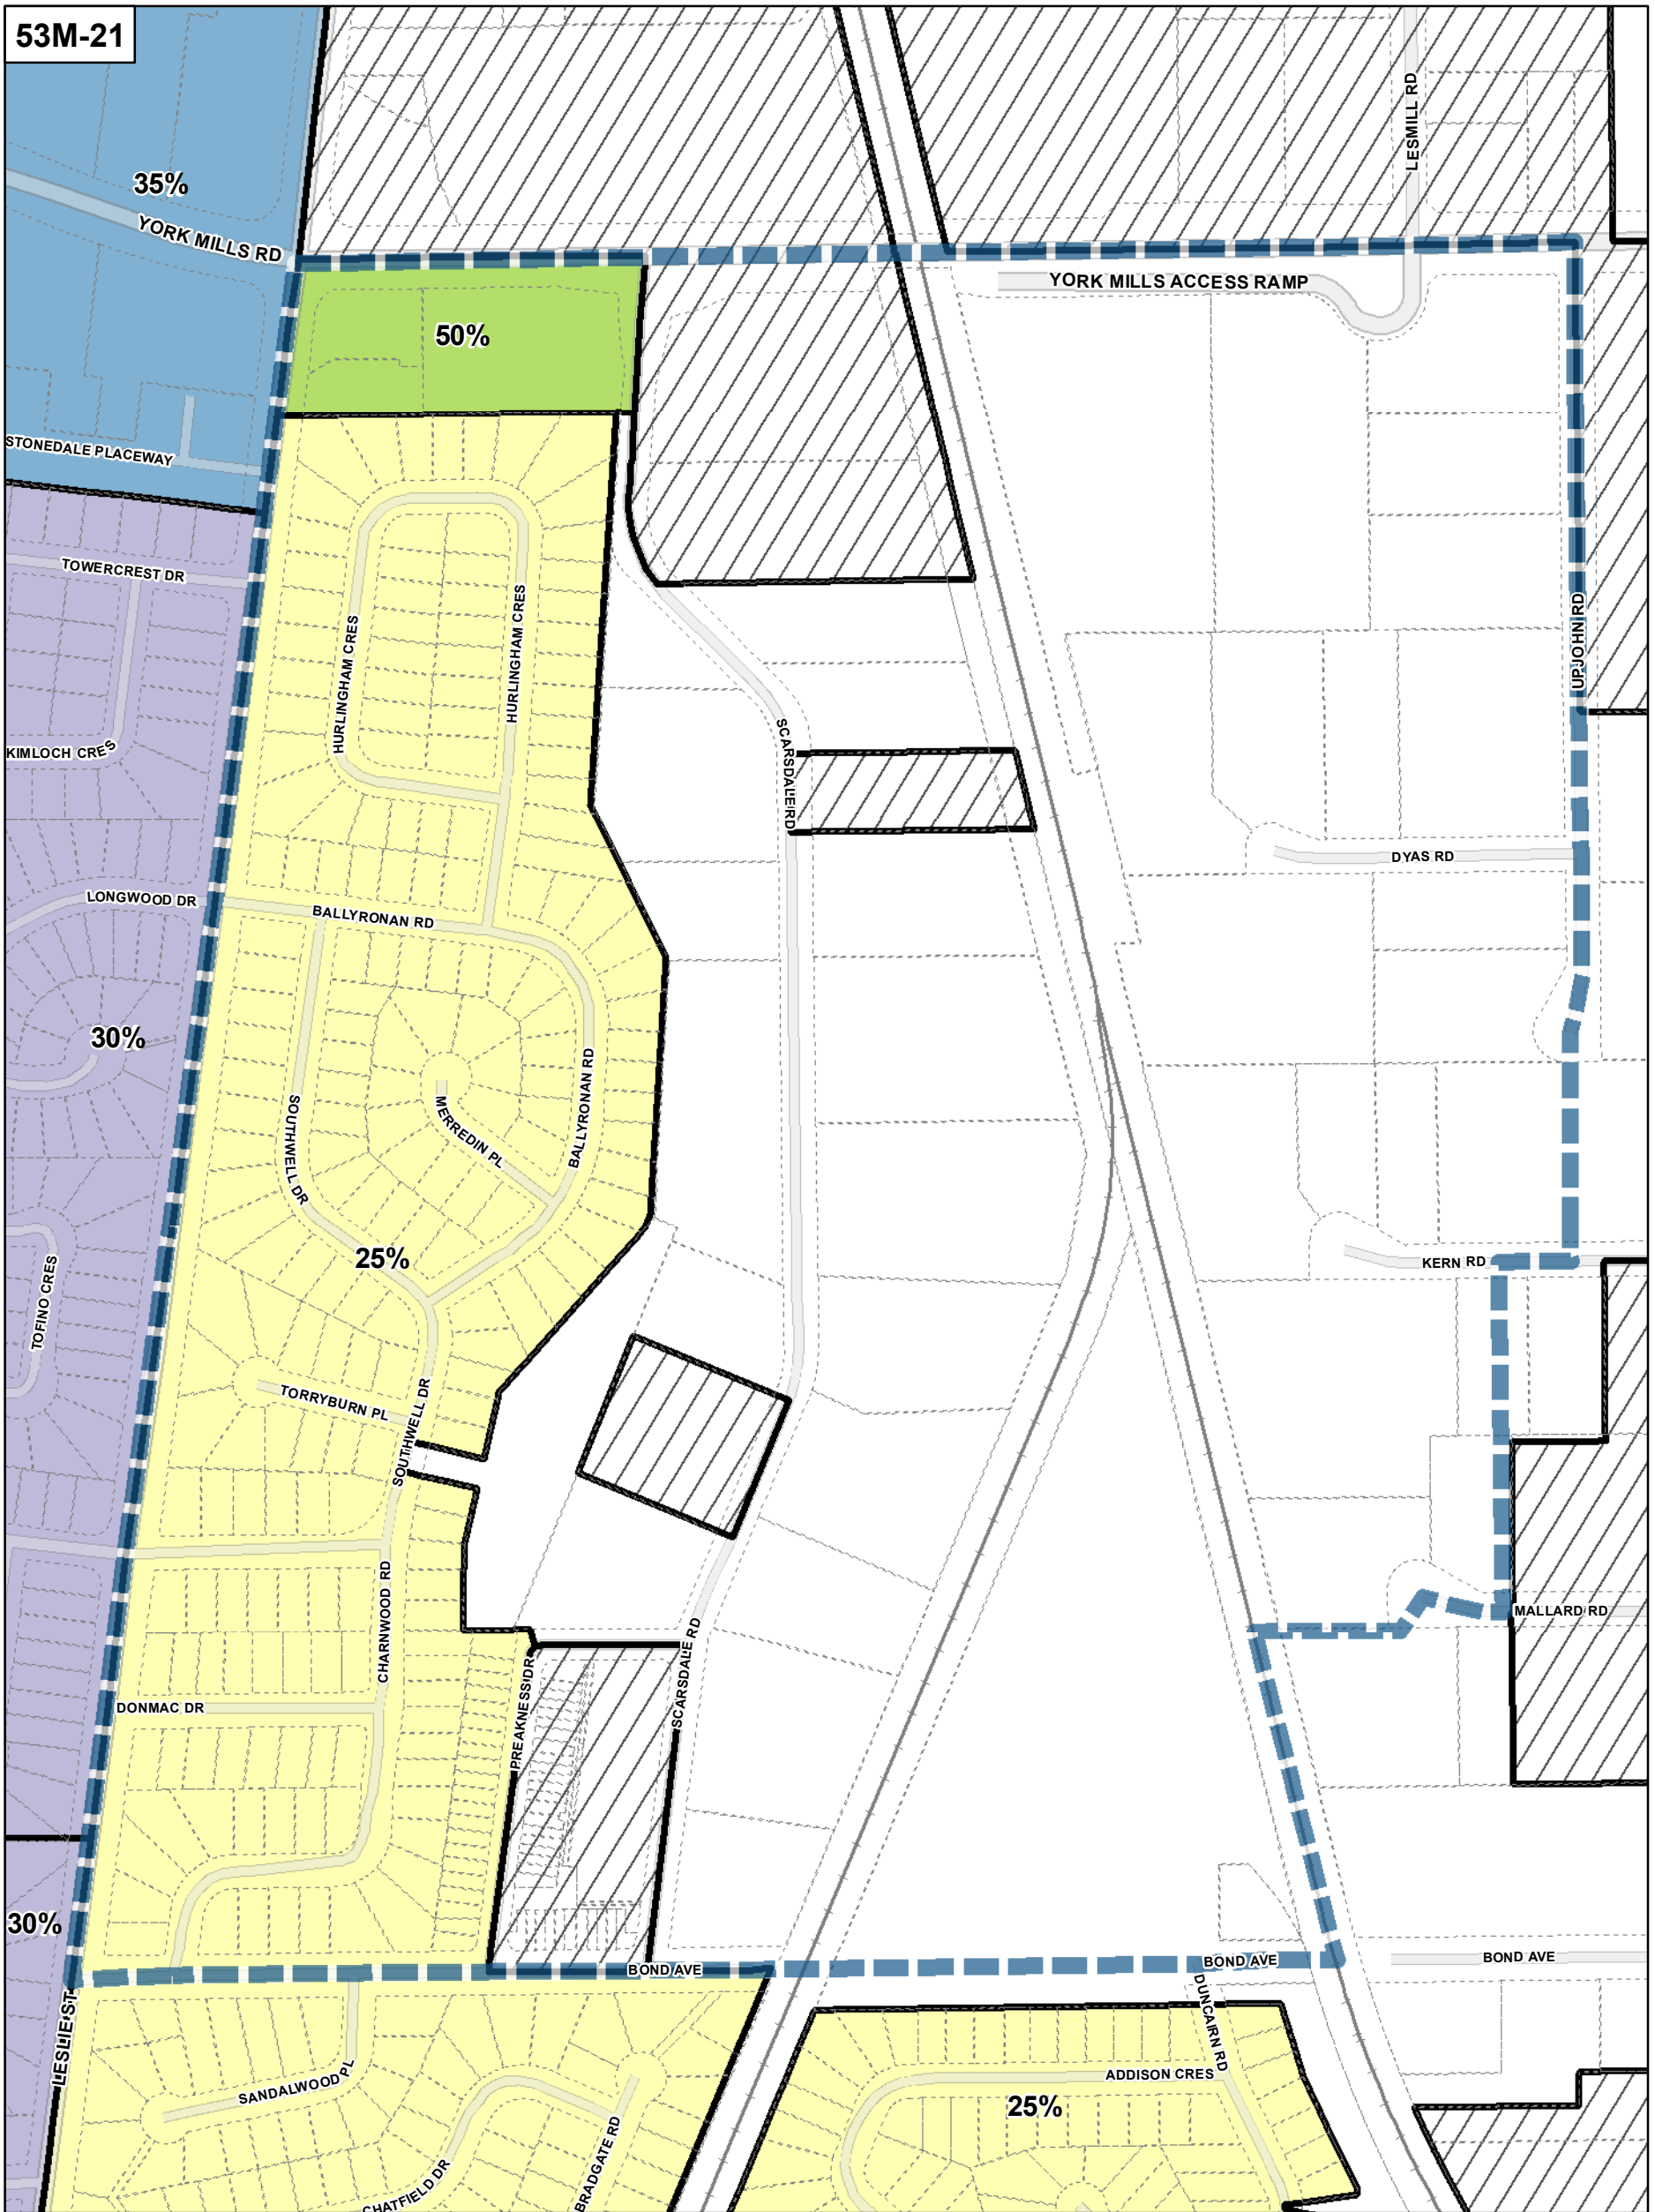 53M-21
LESMILL RD
35%
YORK MILLS RD
YORK MILLS ACCESS RAMP
50%
STONEDALE PLACEWAY
TOWERCREST DR
HURLINGHAM CRES
HURLINGHAM CRES
UPJOHN RD
KIMLOCH CRES
SCARSDALE RD
DYAS RD
LONGWOOD DR
BALLYRONAN RD
30%
SOUTHWELL DR
MERREDIN PL
BALLYRONAN RD
25%
KERN RD
TOFINO CRES
TORRYBURN PL
SOUTHWELL DR
CHARNWOOD RD
MALLARD RD
SCARSDALE RD
PREAKNESS DR
DONMAC DR
30%
BOND AVE
BOND AVE
BOND AVE
LESLIE ST
DUNCAIRN RD
SANDALWOOD PL
ADDISON CRES
25%
CHATFIELD DR
BRADGATE RD